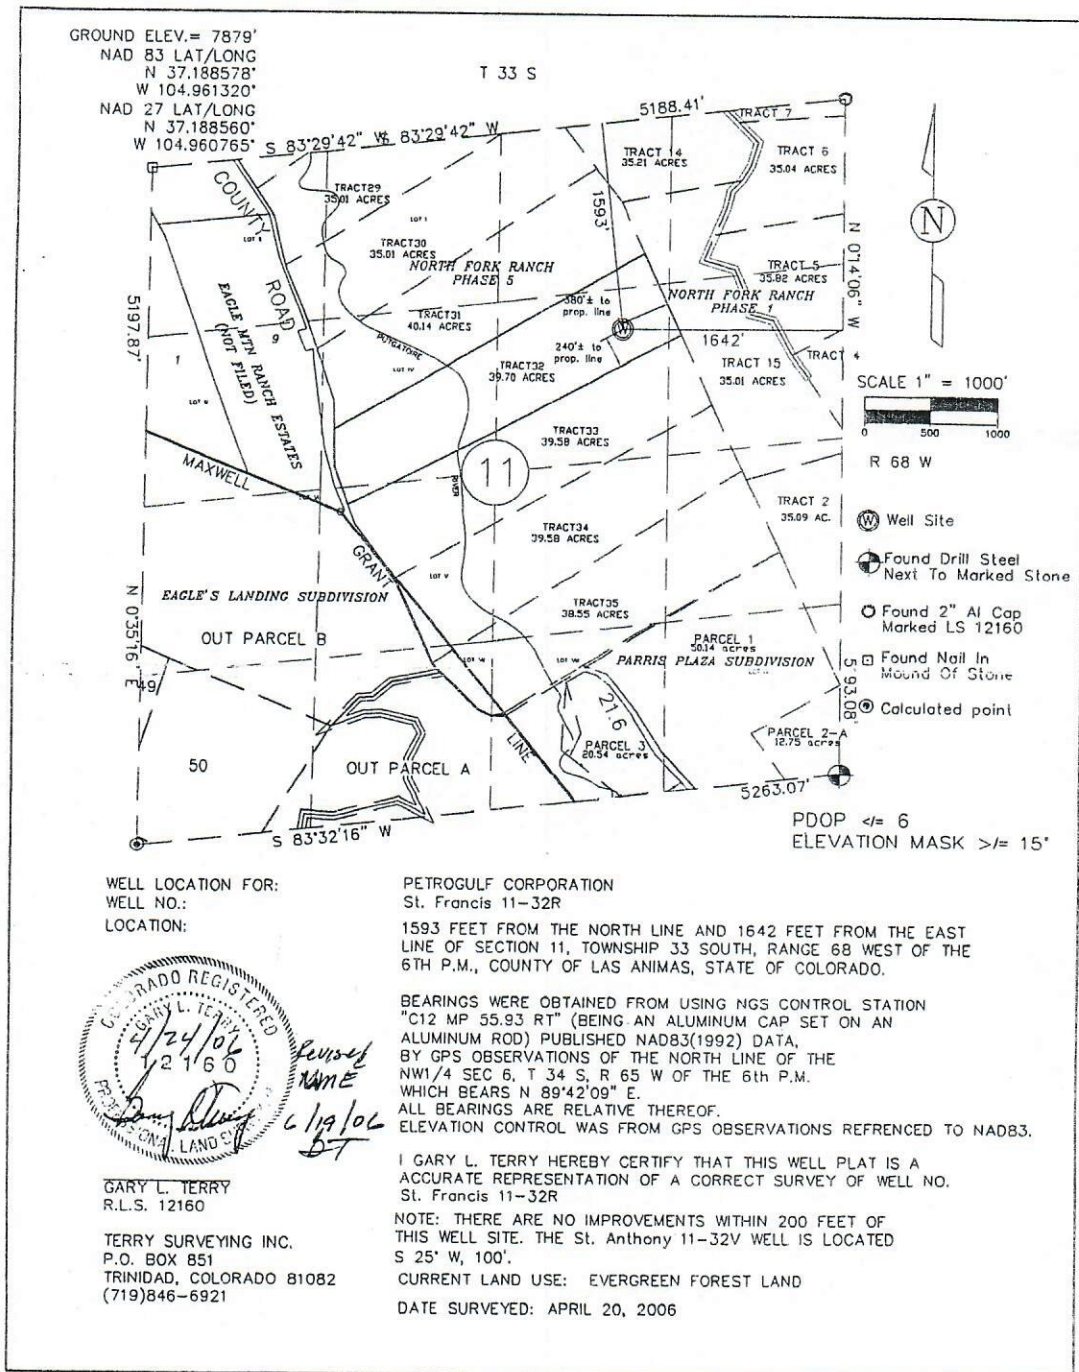 GROUND ELEV.= 7879'
NAD 83 LAT/LONG
N 37.188578°
W 104.961320°
NAD 27 LAT/LONG
N 37.188560°
W 104.960765°
T 33 S
S 83°29'42" W
S 83°29'42" W
5188.41'
TRACT 7
TRACT 14
35.21 ACRES
TRACT 6
35.04 ACRES
COUNTY
ROAD
9
TRACT29
35.01 ACRES
LOT I
LOT II
TRACT30
35.01 ACRES
NORTH FORK RANCH
PHASE 5
1593'
N 0°14'06" W
N
TRACT 5
35.82 ACRES
NORTH FORK RANCH
PHASE 1
5197.87'
EAGLE MTN RANCH ESTATES
(NOT FILED)
TRACT31
40.14 ACRES
380'± to
prop. line
W
1642'
PUTGATOIRE
RIVER
1
LOT IV
240'± to
prop. line
TRACT32
39.70 ACRES
TRACT 15
35.01 ACRES
TRACT 4
SCALE 1" = 1000'
0 500 1000
R 68 W
TRACT33
39.58 ACRES
11
MAXWELL
GRANT
LINE
TRACT 2
35.09 AC.
W Well Site
TRACT34
39.58 ACRES
LOT V
Found Drill Steel
Next To Marked Stone
N 0°35'16" E
EAGLE'S LANDING SUBDIVISION
OUT PARCEL B
TRACT35
38.55 ACRES
Found 2" Al Cap
Marked LS 12160
PARCEL 1
50.14 acres
PARRIS PLAZA SUBDIVISION
Found Nail In
Mound Of Stone
5'93.08'
Calculated point
49
50
OUT PARCEL A
21.6
PARCEL 3
20.54 acres
PARCEL 2-A
12.75 acres
5263.07'
S 83°32'16" W
PDOP </= 6
ELEVATION MASK >/= 15°
WELL LOCATION FOR: PETROGULF CORPORATION
WELL NO.: St. Francis 11-32R
LOCATION: 1593 FEET FROM THE NORTH LINE AND 1642 FEET FROM THE EAST
LINE OF SECTION 11, TOWNSHIP 33 SOUTH, RANGE 68 WEST OF THE
6TH P.M., COUNTY OF LAS ANIMAS, STATE OF COLORADO.
BEARINGS WERE OBTAINED FROM USING NGS CONTROL STATION
"C12 MP 55.93 RT" (BEING AN ALUMINUM CAP SET ON AN
ALUMINUM ROD) PUBLISHED NAD83(1992) DATA,
BY GPS OBSERVATIONS OF THE NORTH LINE OF THE
NW1/4 SEC 6, T 34 S, R 65 W OF THE 6th P.M.
WHICH BEARS N 89°42'09" E.
ALL BEARINGS ARE RELATIVE THEREOF.
ELEVATION CONTROL WAS FROM GPS OBSERVATIONS REFRENCED TO NAD83.
COLORADO REGISTERED
GARY L. TERRY
4/24/06
12160
PROFESSIONAL LAND SURVEYOR
Revised
NAME
6/19/06
DT
I GARY L. TERRY HEREBY CERTIFY THAT THIS WELL PLAT IS A
ACCURATE REPRESENTATION OF A CORRECT SURVEY OF WELL NO.
St. Francis 11-32R
GARY L. TERRY
R.L.S. 12160
NOTE: THERE ARE NO IMPROVEMENTS WITHIN 200 FEET OF
THIS WELL SITE. THE St. Anthony 11-32V WELL IS LOCATED
S 25° W, 100'.
TERRY SURVEYING INC.
P.O. BOX 851
TRINIDAD, COLORADO 81082
(719)846-6921
CURRENT LAND USE: EVERGREEN FOREST LAND
DATE SURVEYED: APRIL 20, 2006